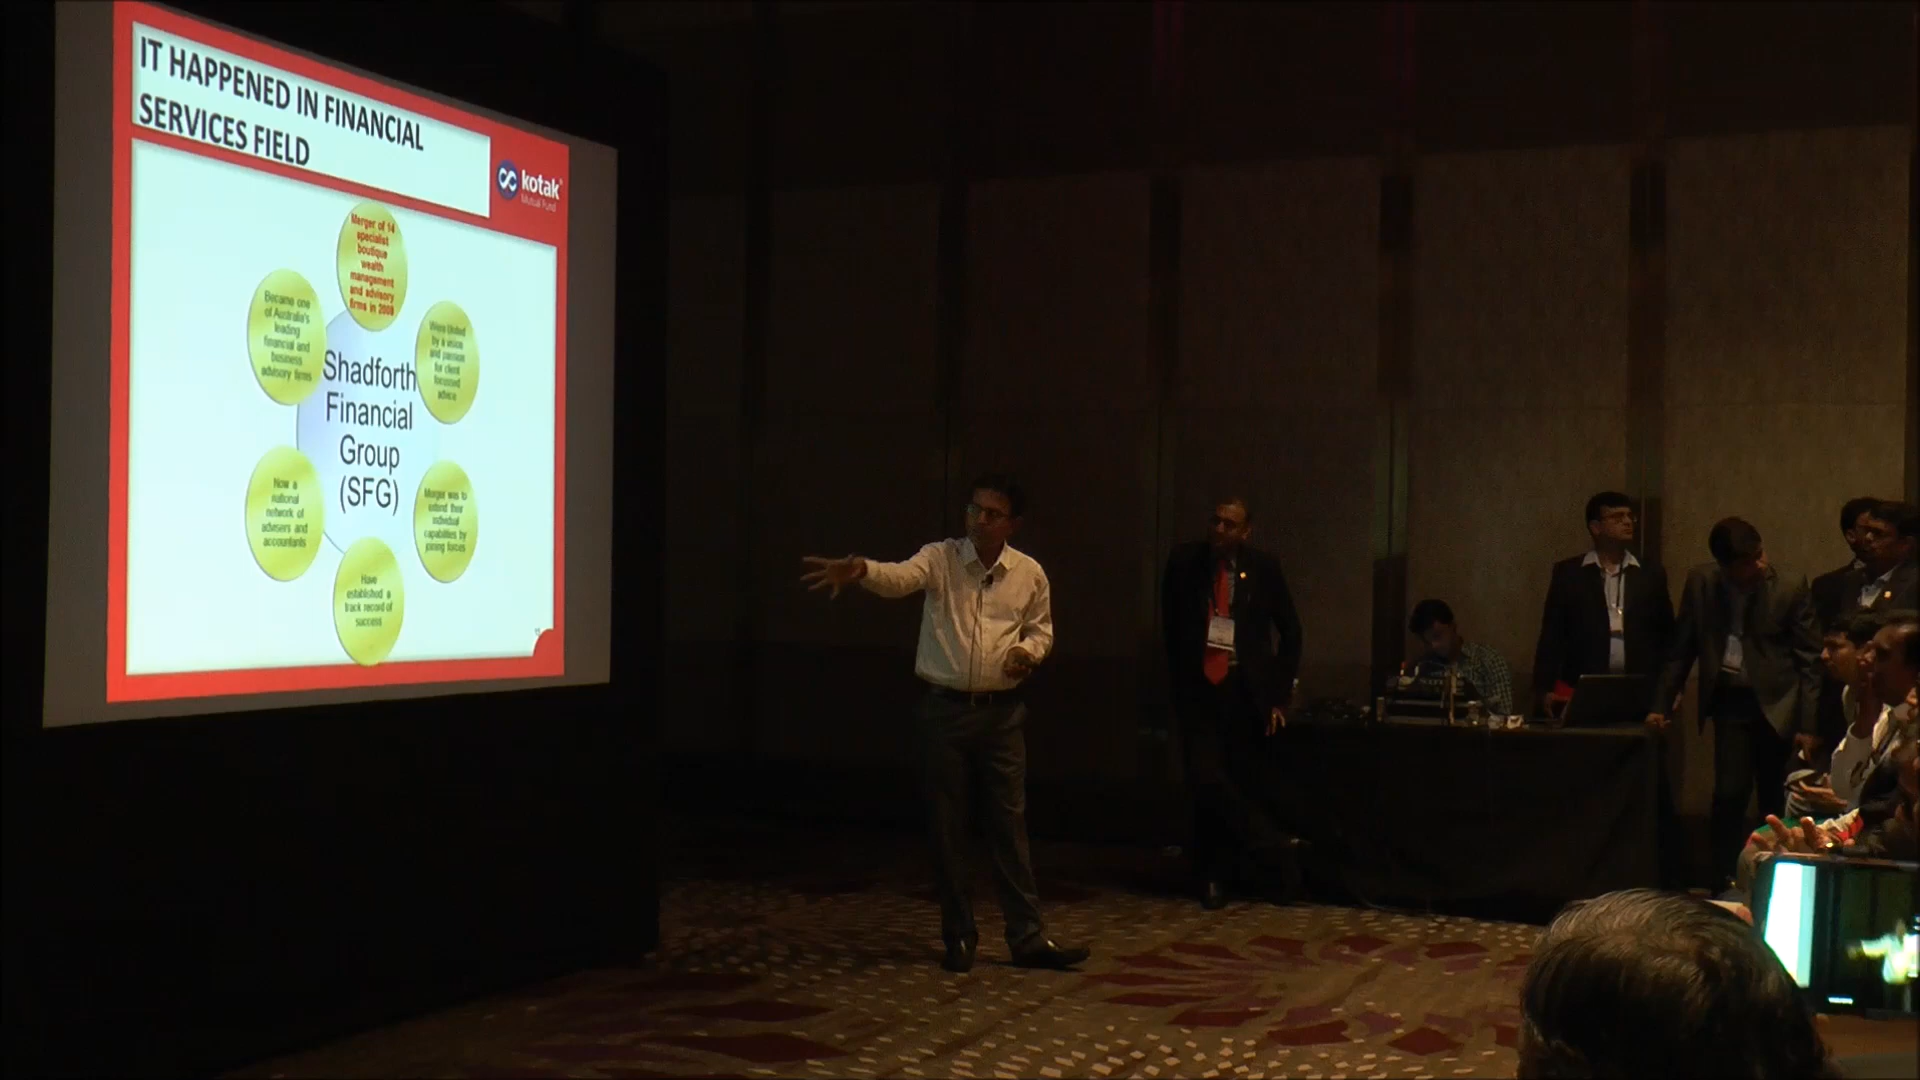 IT HAPPENED IN FINANCIAL
SERVICES FIELD
kotak
Mutual Fund
Merger of 14
specialist
boutique
wealth
management
and advisory
firms in 2008
Were United
by a vision
and passion
for client
focussed
advice
Merger was to
extend their
individual
capabilities by
joining forces
Have
established a
track record of
success
Now a
national
network of
advisers and
accountants
Became one
of Australia's
leading
financial and
business
advisory firms
Shadforth
Financial
Group
(SFG)